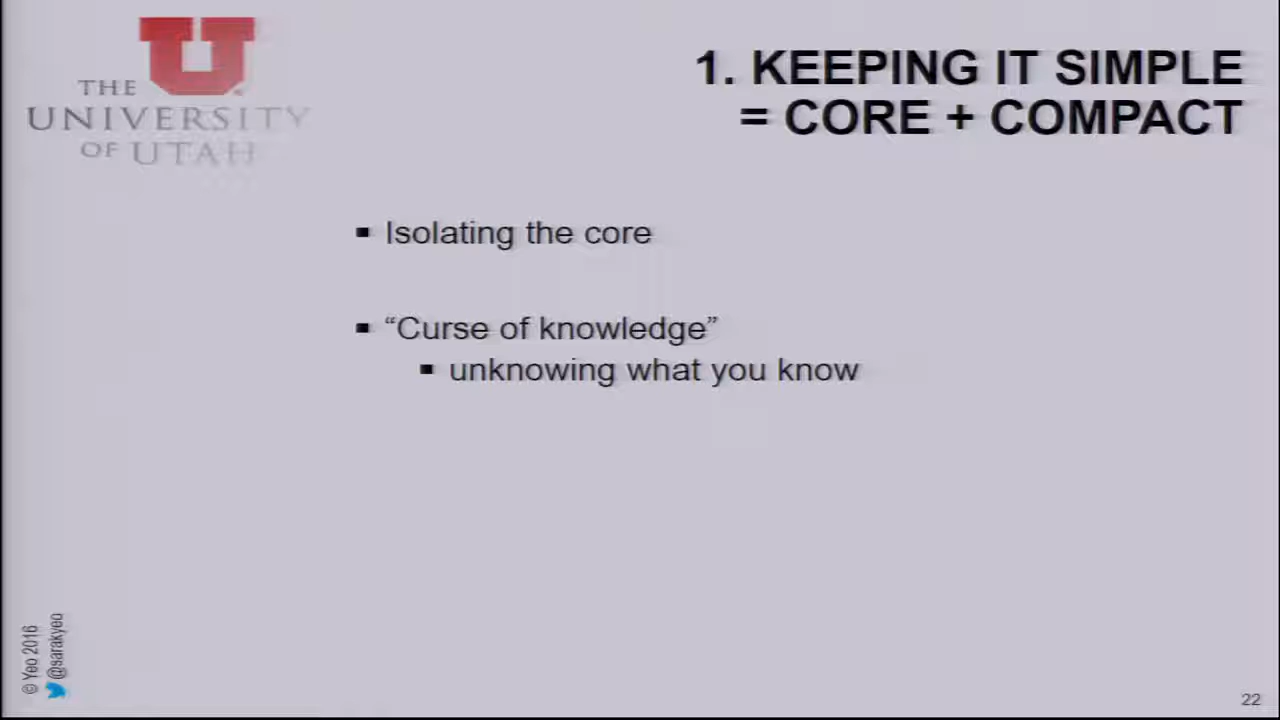 THE
UNIVERSITY
OF UTAH
1. KEEPING IT SIMPLE
= CORE + COMPACT
▪ Isolating the core
▪ “Curse of knowledge”
▪ unknowing what you know
© Yeo 2016
@sarakyeo
22